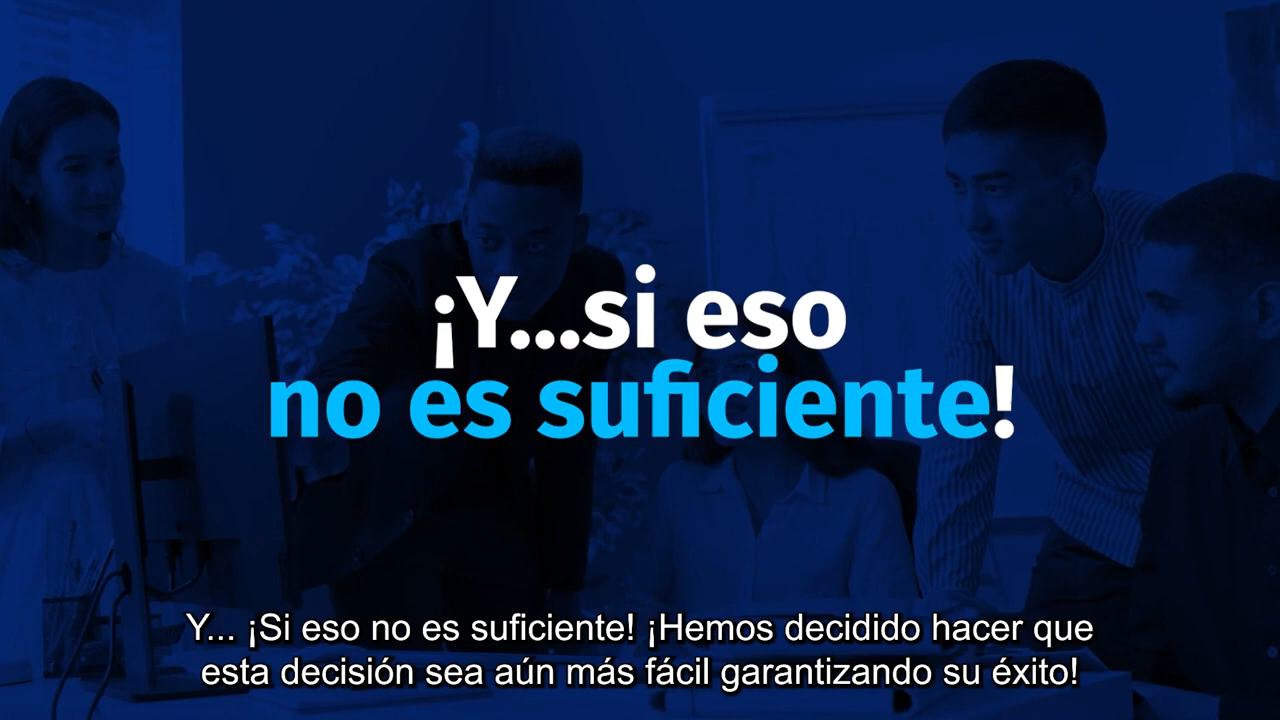 ¡Y...si eso
no es suficiente!
Y... ¡Si eso no es suficiente! ¡Hemos decidido hacer que
esta decisión sea aún más fácil garantizando su éxito!